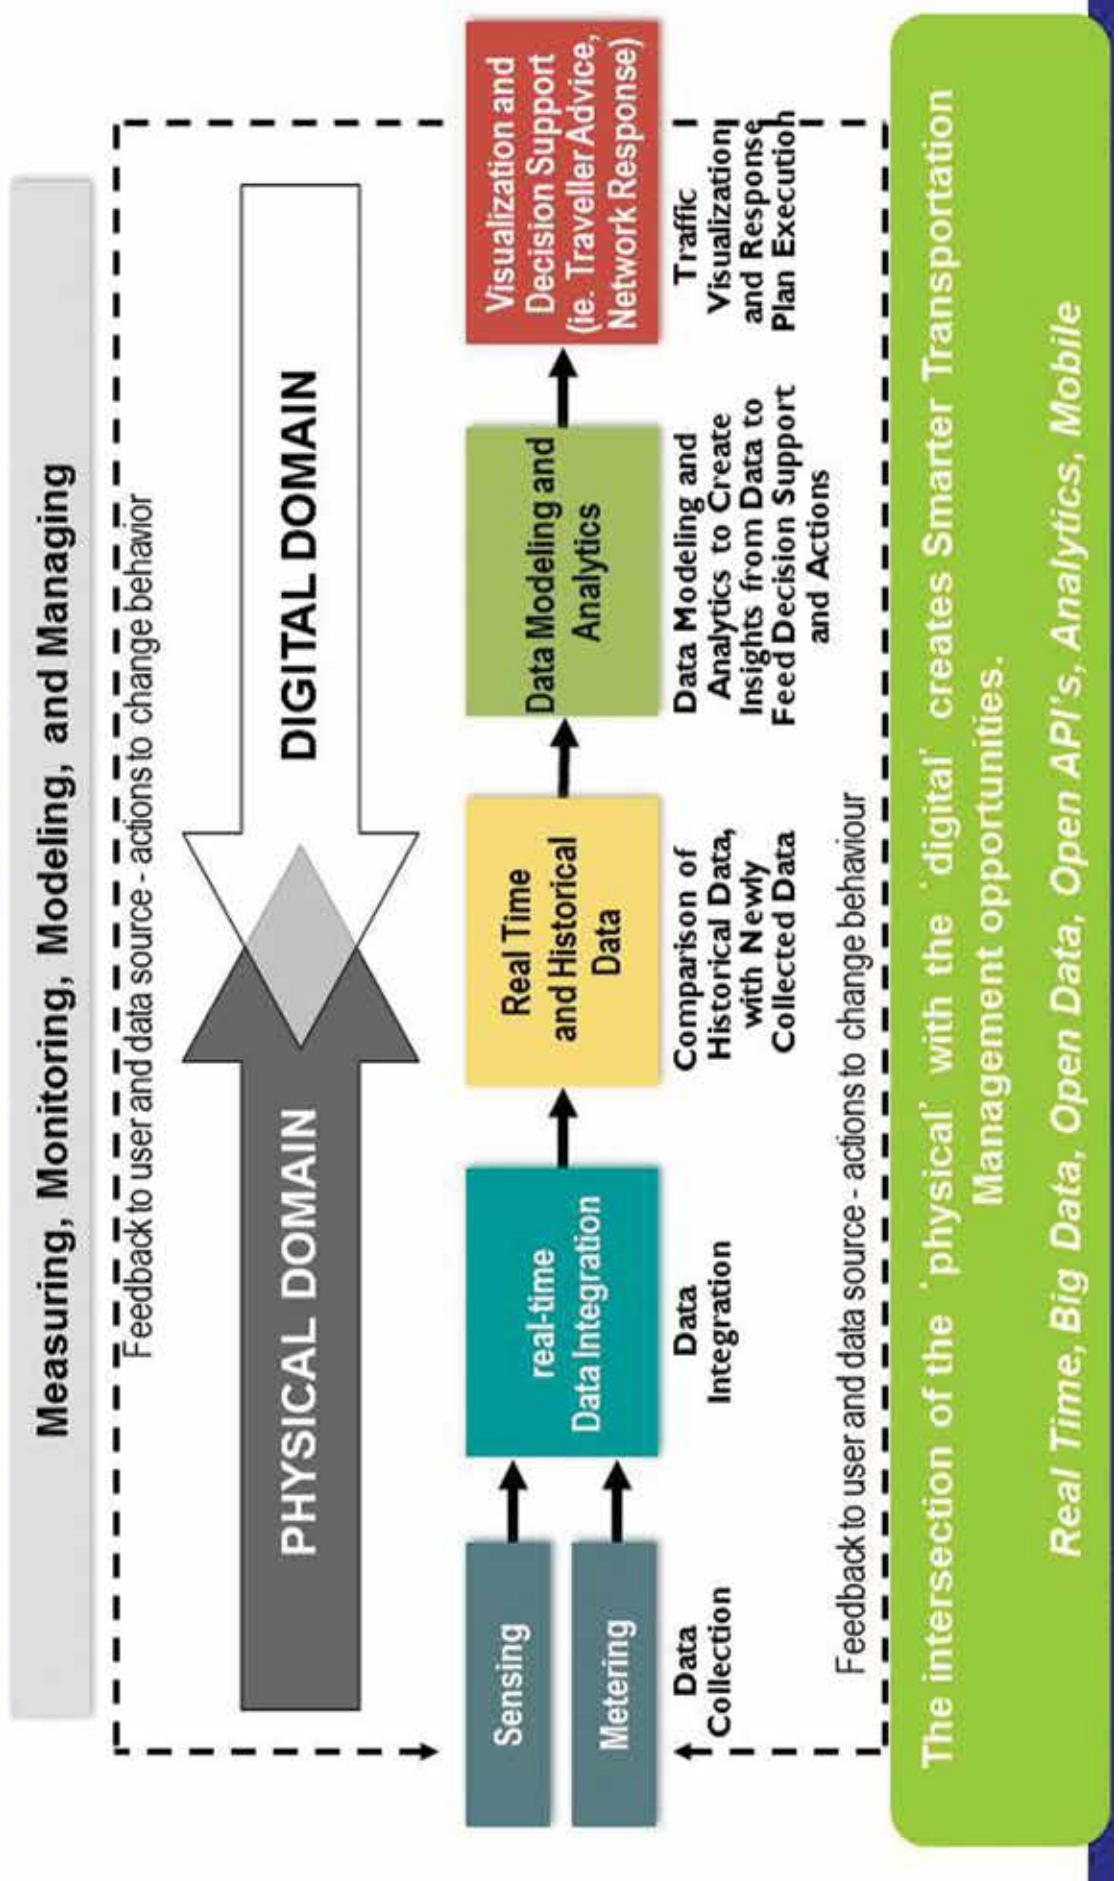 Measuring, Monitoring, Modeling, and Managing
Feedback to user and data source - actions to change behavior
PHYSICAL DOMAIN
DIGITAL DOMAIN
Sensing
Metering
real-time
Data Integration
Real Time
and Historical
Data
Data Modeling and
Analytics
Visualization and
Decision Support
(ie. Traveller Advice,
Network Response)
Data
Collection
Data
Integration
Comparison of
Historical Data,
with Newly
Collected Data
Data Modeling and
Analytics to Create
Insights from Data to
Feed Decision Support
and Actions
Traffic
Visualization
and Response
Plan Execution
Feedback to user and data source - actions to change behaviour
The intersection of the ‘physical’ with the ‘digital’ creates Smarter Transportation
Management opportunities.
Real Time, Big Data, Open Data, Open API's, Analytics, Mobile